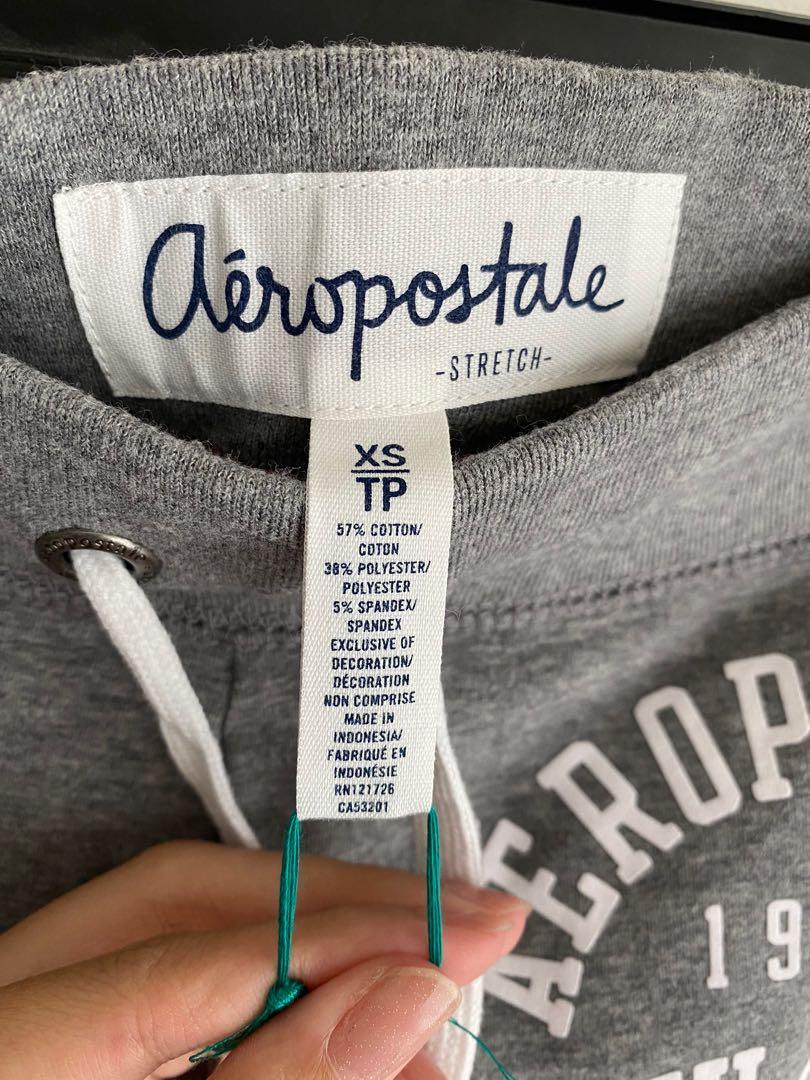 aéropostale
-STRETCH-
XS
TP
57% COTTON/
COTON
38% POLYESTER/
POLYESTER
5% SPANDEX/
SPANDEX
EXCLUSIVE OF
DECORATION/
DÉCORATION
NON COMPRISE
MADE IN
INDONESIA/
FABRIQUÉ EN
INDONÉSIE
RN121726
CA53201
AEROP
19